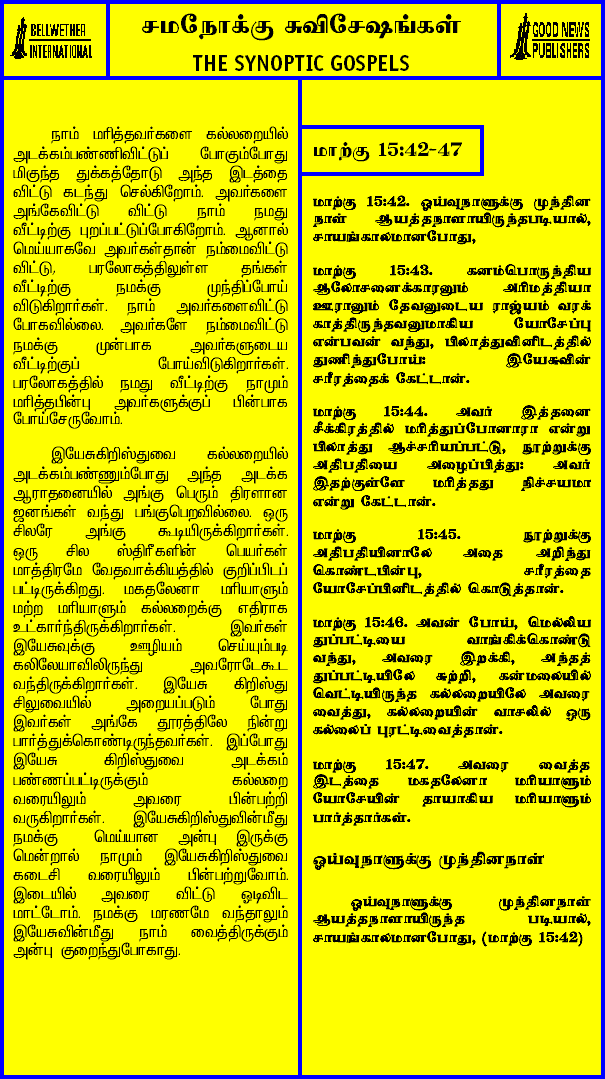 BELLWETHER
INTERNATIONAL
சமநோக்கு சுவிசேஷங்கள்
THE SYNOPTIC GOSPELS
GOOD NEWS
PUBLISHERS
நாம் மரித்தவர்களை கல்லறையில்
அடக்கம்பண்ணிவிட்டுப் போகும்போது
மிகுந்த துக்கத்தோடு அந்த இடத்தை
விட்டு கடந்து செல்கிறோம். அவர்களை
அங்கேவிட்டு விட்டு நாம் நமது
வீட்டிற்கு புறப்பட்டுப்போகிறோம். ஆனால்
மெய்யாகவே அவர்கள்தான் நம்மைவிட்டு
விட்டு, பரலோகத்திலுள்ள தங்கள்
வீட்டிற்கு நமக்கு முந்திப்போய்
விடுகிறார்கள். நாம் அவர்களைவிட்டு
போகவில்லை. அவர்களே நம்மைவிட்டு
நமக்கு முன்பாக அவர்களுடைய
வீட்டிற்குப் போய்விடுகிறார்கள்.
பரலோகத்தில் நமது வீட்டிற்கு நாமும்
மரித்தபின்பு அவர்களுக்குப் பின்பாக
போய்சேருவோம்.
இயேசுகிறிஸ்துவை கல்லறையில்
அடக்கம்பண்ணும்போது அந்த அடக்க
ஆராதனையில் அங்கு பெரும் திரளான
ஜனங்கள் வந்து பங்குபெறவில்லை. ஒரு
சிலரே அங்கு கூடியிருக்கிறார்கள்.
ஒரு சில ஸ்திரீகளின் பெயர்கள்
மாத்திரமே வேதவாக்கியத்தில் குறிப்பிடப்
பட்டிருக்கிறது. மகதலேனா மரியாளும்
மற்ற மரியாளும் கல்லறைக்கு எதிராக
உட்கார்ந்திருக்கிறார்கள். இவர்கள்
இயேசுவுக்கு ஊழியம் செய்யும்படி
கலிலேயாவிலிருந்து அவரோடேகூட
வந்திருக்கிறார்கள். இயேசு கிறிஸ்து
சிலுவையில் அறையப்படும் போது
இவர்கள் அங்கே தூரத்திலே நின்று
பார்த்துக்கொண்டிருந்தவர்கள். இப்போது
இயேசு கிறிஸ்துவை அடக்கம்
பண்ணப்பட்டிருக்கும் கல்லறை
வரையிலும் அவரை பின்பற்றி
வருகிறார்கள். இயேசுகிறிஸ்துவின்மீது
நமக்கு மெய்யான அன்பு இருக்கு
மென்றால் நாமும் இயேசுகிறிஸ்துவை
கடைசி வரையிலும் பின்பற்றுவோம்.
இடையில் அவரை விட்டு ஓடிவிட
மாட்டோம். நமக்கு மரணமே வந்தாலும்
இயேசுவின்மீது நாம் வைத்திருக்கும்
அன்பு குறைந்துபோகாது.
மாற்கு 15:42-47
மாற்கு 15:42. ஓய்வுநாளுக்கு முந்தின
நாள் ஆயத்தநாளாயிருந்தபடியால்,
சாயங்காலமானபோது,
மாற்கு 15:43. கனம்பொருந்திய
ஆலோசனைக்காரனும் அரிமத்தியா
ஊரானும் தேவனுடைய ராஜ்யம் வரக்
காத்திருந்தவனுமாகிய யோசேப்பு
என்பவன் வந்து, பிலாத்துவினிடத்தில்
துணிந்துபோய்: இயேசுவின்
சரீரத்தைக் கேட்டான்.
மாற்கு 15:44. அவர் இத்தனை
சீக்கிரத்தில் மரித்துப்போனாரா என்று
பிலாத்து ஆச்சரியப்பட்டு, நூற்றுக்கு
அதிபதியை அழைப்பித்து: அவர்
இதற்குள்ளே மரித்தது நிச்சயமா
என்று கேட்டான்.
மாற்கு 15:45. நூற்றுக்கு
அதிபதியினாலே அதை அறிந்து
கொண்டபின்பு, சரீரத்தை
யோசேப்பினிடத்தில் கொடுத்தான்.
மாற்கு 15:46. அவன் போய், மெல்லிய
துப்பட்டியை வாங்கிக்கொண்டு
வந்து, அவரை இறக்கி, அந்தத்
துப்பட்டியிலே சுற்றி, கன்மலையில்
வெட்டியிருந்த கல்லறையிலே அவரை
வைத்து, கல்லறையின் வாசலில் ஒரு
கல்லைப் புரட்டிவைத்தான்.
மாற்கு 15:47. அவரை வைத்த
இடத்தை மகதலேனா மரியாளும்
யோசேயின் தாயாகிய மரியாளும்
பார்த்தார்கள்.
ஓய்வுநாளுக்கு முந்தினநாள்
ஓய்வுநாளுக்கு முந்தினநாள்
ஆயத்தநாளாயிருந்த படியால்,
சாயங்காலமானபோது, (மாற்கு 15:42)